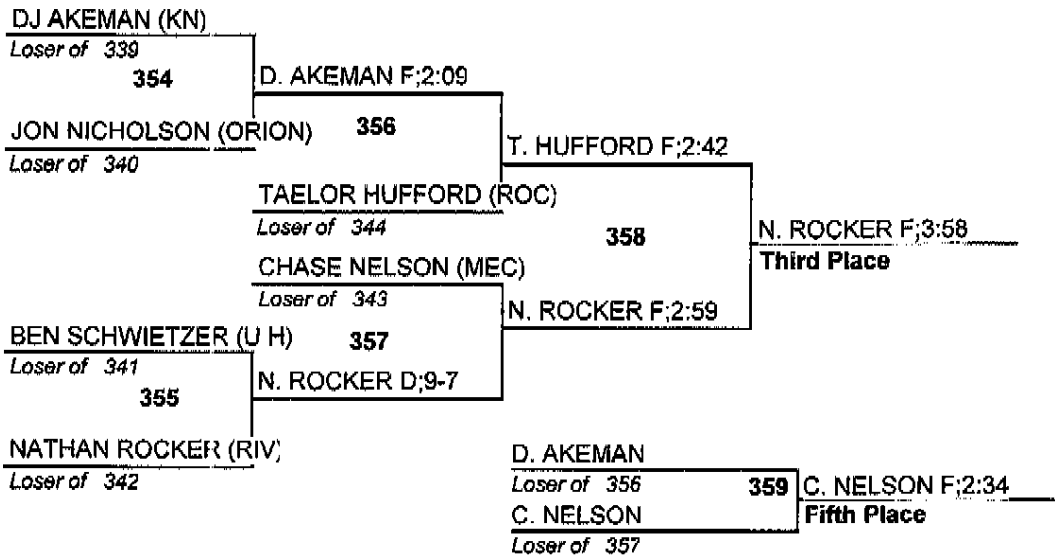 DJ AKEMAN (KN)
Loser of 339
354
D. AKEMAN F;2:09
JON NICHOLSON (ORION)
Loser of 340
356
T. HUFFORD F;2:42
TAELOR HUFFORD (ROC)
Loser of 344
358
N. ROCKER F;3:58
Third Place
CHASE NELSON (MEC)
Loser of 343
N. ROCKER F;2:59
BEN SCHWIETZER (U H)
Loser of 341
357
355
N. ROCKER D;9-7
NATHAN ROCKER (RIV)
Loser of 342
D. AKEMAN
Loser of 356
359
C. NELSON F;2:34
Fifth Place
C. NELSON
Loser of 357